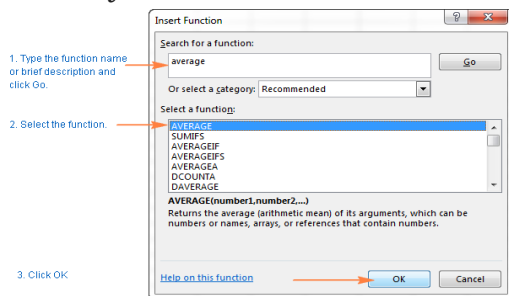 Insert Function
?
Search for a function:
1. Type the function name
or brief description and
click Go.
average
Go
Or select a category: Recommended
Select a function:
2. Select the function.
AVERAGE
SUMIFS
AVERAGEIF
AVERAGEIFS
AVERAGEA
DCOUNTA
DAVERAGE
AVERAGE(number1,number2,...)
Returns the average (arithmetic mean) of its arguments, which can be
numbers or names, arrays, or references that contain numbers.
3. Click OK
Help on this function
OK
Cancel